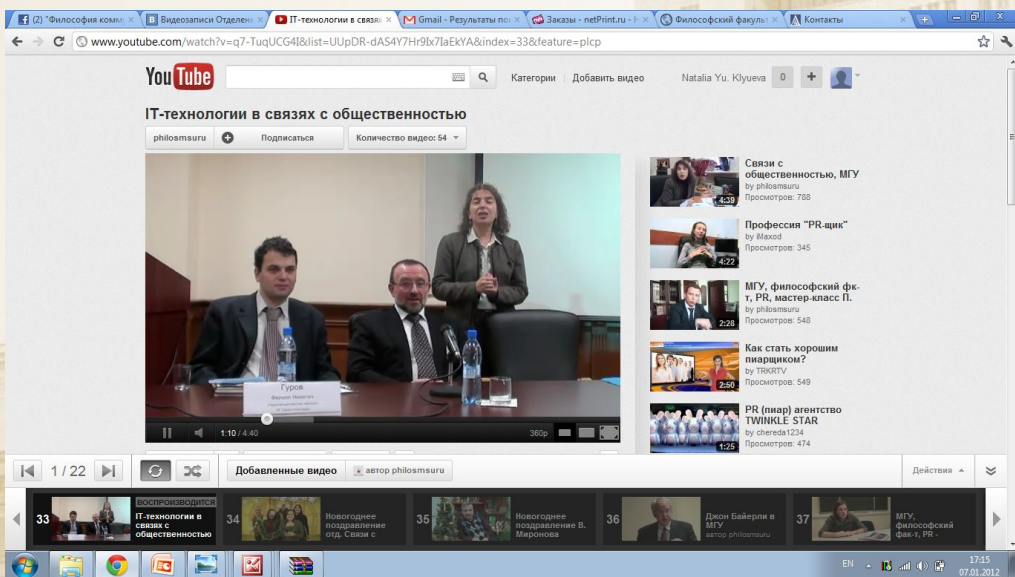 (2) "Философия комм
Видеозаписи Отделен
IT-технологии в связях
Gmail - Результаты по
Заказы - netPrint.ru - Н
Философский факуль
Контакты
www.youtube.com/watch?v=q7-TuqUCG4I&list=UUpDR-dAS4Y7Hr9Ix7IaEkYA&index=33&feature=plcp
YouTube
Категории
Добавить видео
Natalia Yu. Klyueva
0
IT-технологии в связях с общественностью
philosmsuru
Подписаться
Количество видео: 54
Гуров
Филипп Никитич
1:10 / 4:40
360p
4:39
Связи с
общественностью, МГУ
by philosmsuru
Просмотров: 788
4:22
Профессия "PR-щик"
by iMaxod
Просмотров: 345
2:28
МГУ, философский фк-
т, PR, мастер-класс П.
by philosmsuru
Просмотров: 548
2:50
Как стать хорошим
пиарщиком?
by TRKRTV
Просмотров: 549
1:25
PR (пиар) агентство
TWINKLE STAR
by chereda1234
Просмотров: 474
1 / 22
Добавленные видео
автор philosmsuru
Действия
33
ВОСПРОИЗВОДИТСЯ
IT-технологии в
связях с
общественностью
34
Новогоднее
поздравление
отд. Связи с
35
Новогоднее
поздравление В.
Миронова
36
Джон Байерли в
МГУ
автор philosmsuru
37
МГУ,
философский
фак-т, PR -
EN
17:15
07.01.2012